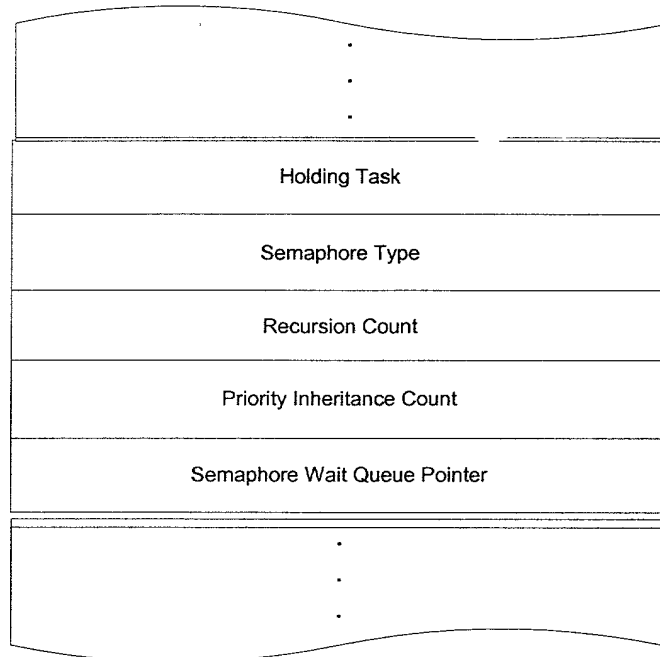 Holding Task
Semaphore Type
Recursion Count
Priority Inheritance Count
Semaphore Wait Queue Pointer